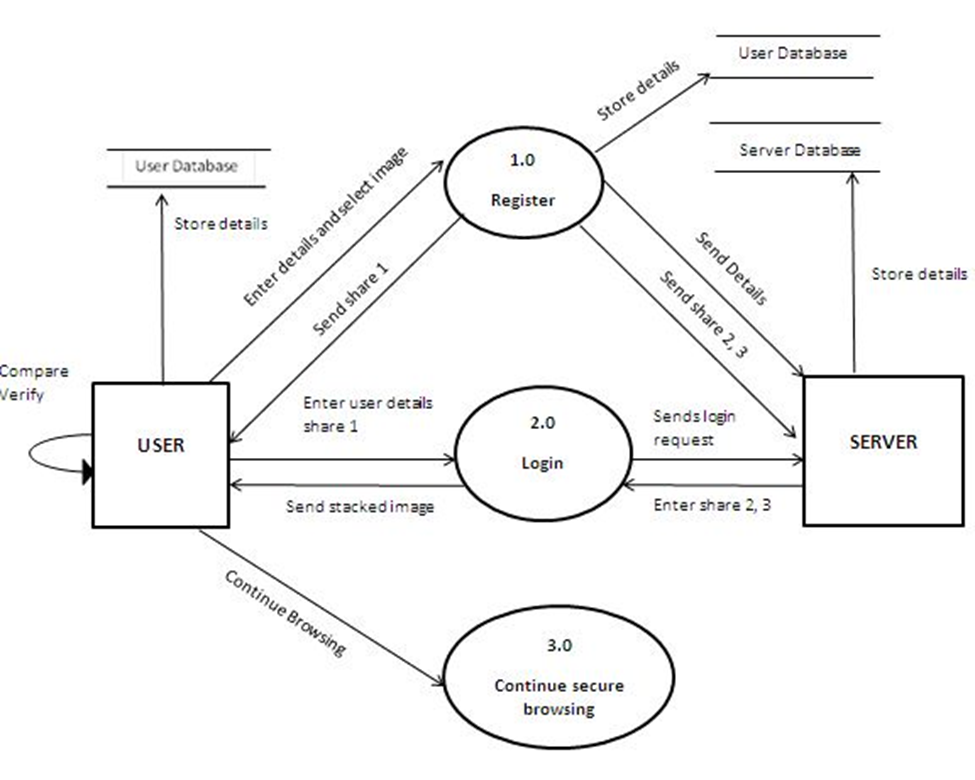 User Database
Store details
Server Database
1.0
Register
User Database
Store details
Enter details and select image
Send share 1
Send Details
Send share 2, 3
Store details
Compare
Verify
USER
Enter user details
share 1
2.0
Login
Sends login
request
SERVER
Send stacked image
Enter share 2, 3
Continue Browsing
3.0
Continue secure
browsing